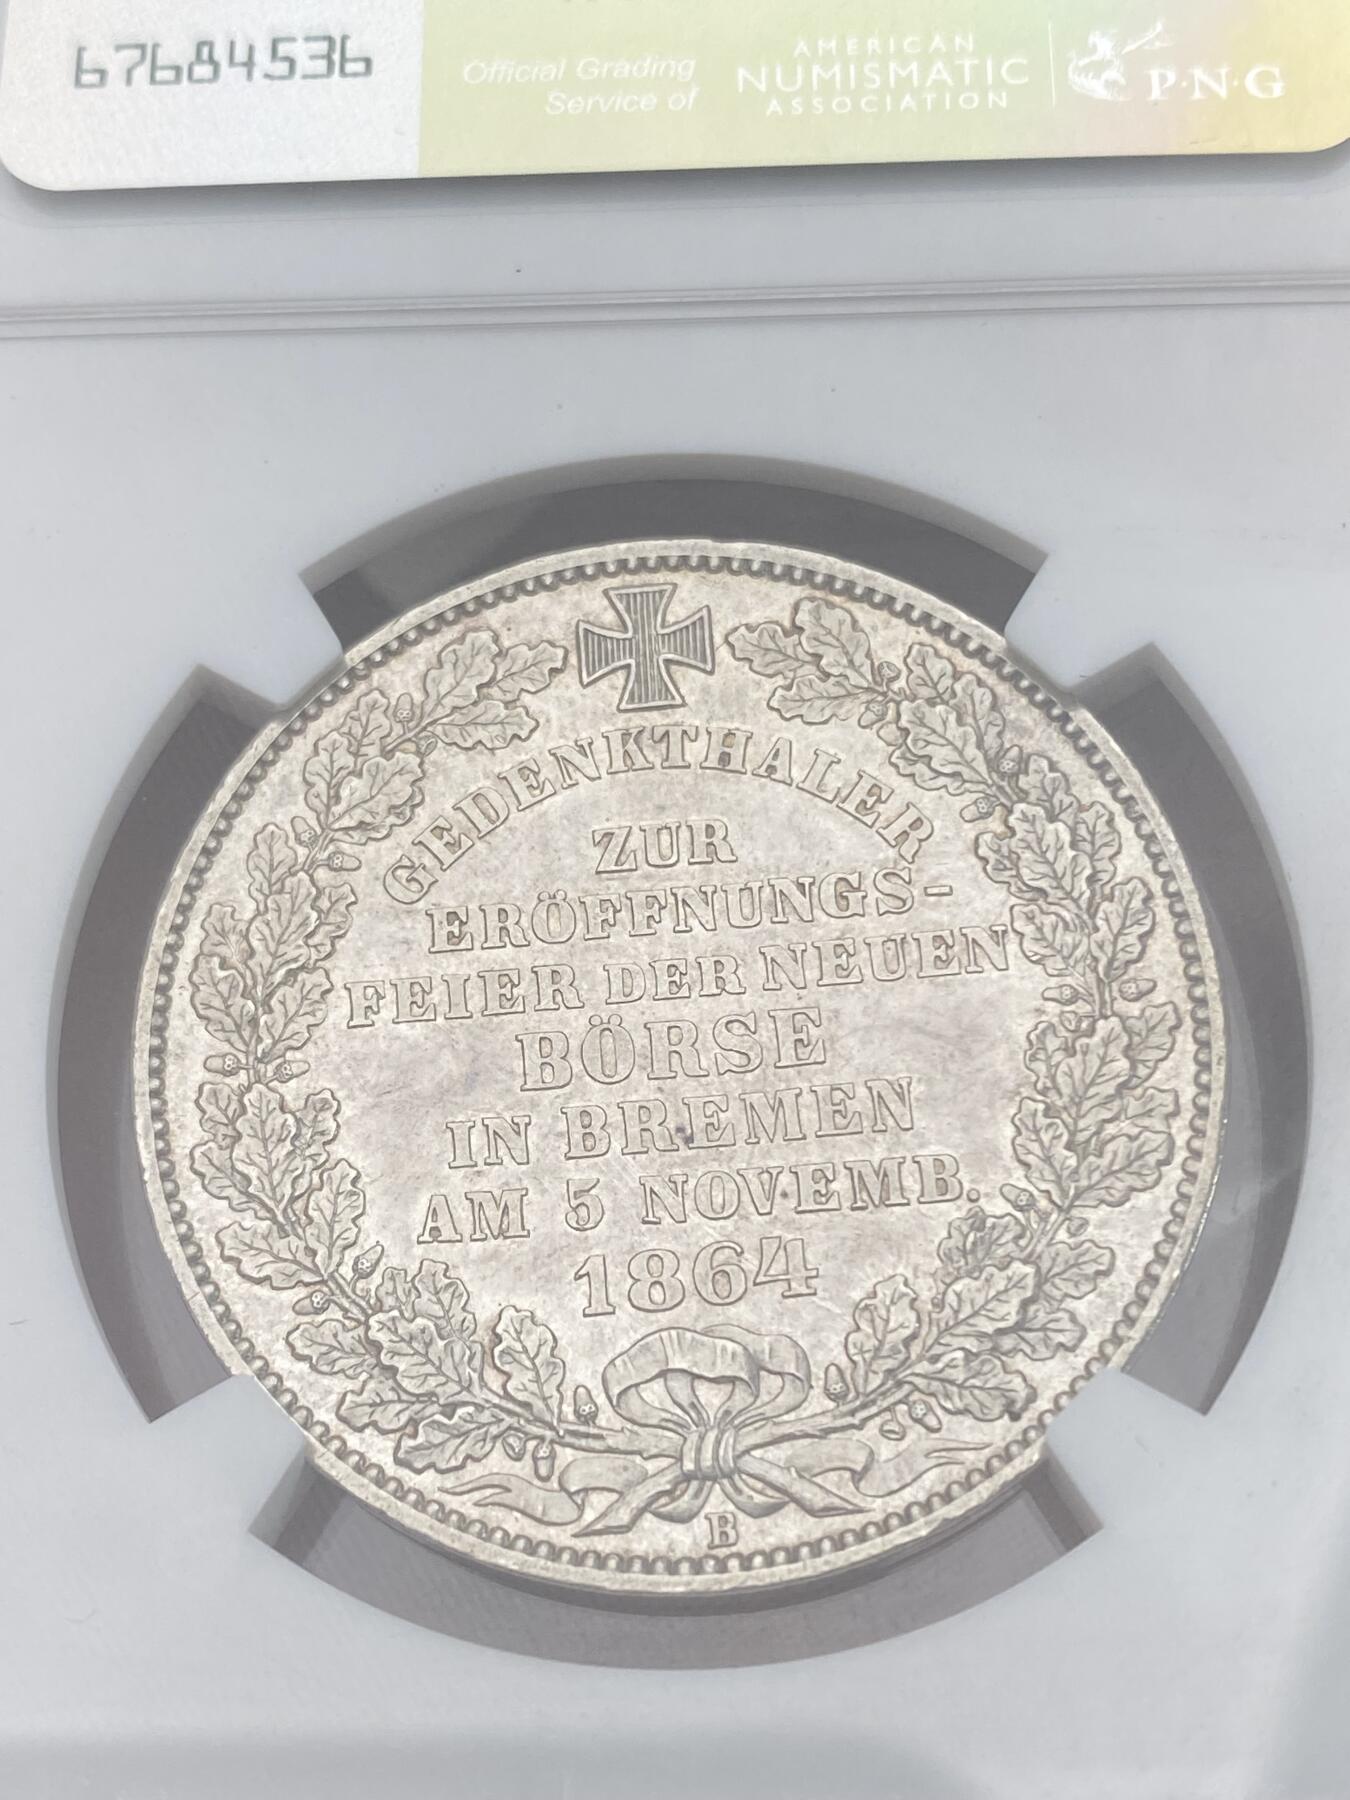 67684536
Official Grading
Service of
AMERICAN
NUMISMATIC
ASSOCIATION
P·N·G
GEDENKTHALER
ZUR
ERÖFFNUNGS-
FEIER DER NEUEN
BÖRSE
IN BREMEN
AM 5 NOVEMB.
1864
B